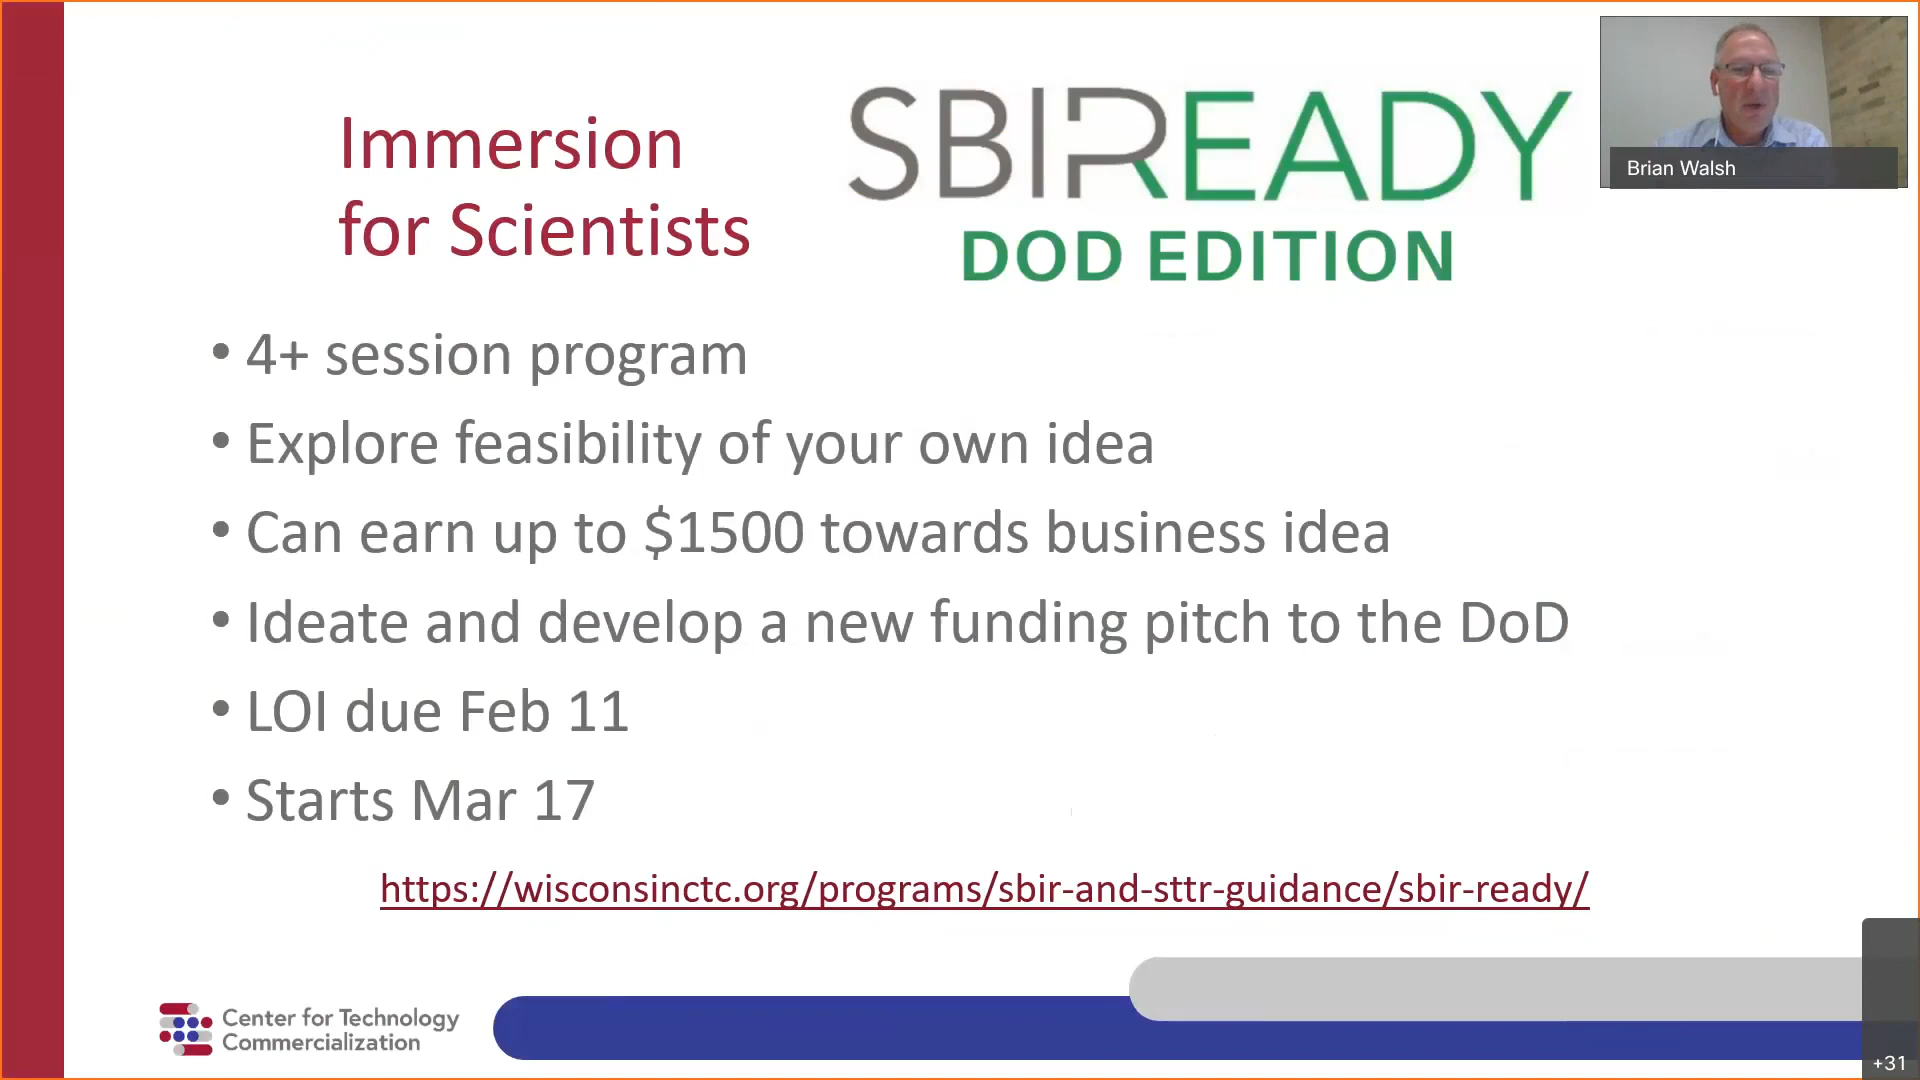 Immersion
for Scientists
SBIREADY
DOD EDITION
Brian Walsh
• 4+ session program
• Explore feasibility of your own idea
• Can earn up to $1500 towards business idea
• Ideate and develop a new funding pitch to the DoD
• LOI due Feb 11
• Starts Mar 17
https://wisconsinctc.org/programs/sbir-and-sttr-guidance/sbir-ready/
Center for Technology
Commercialization
+31